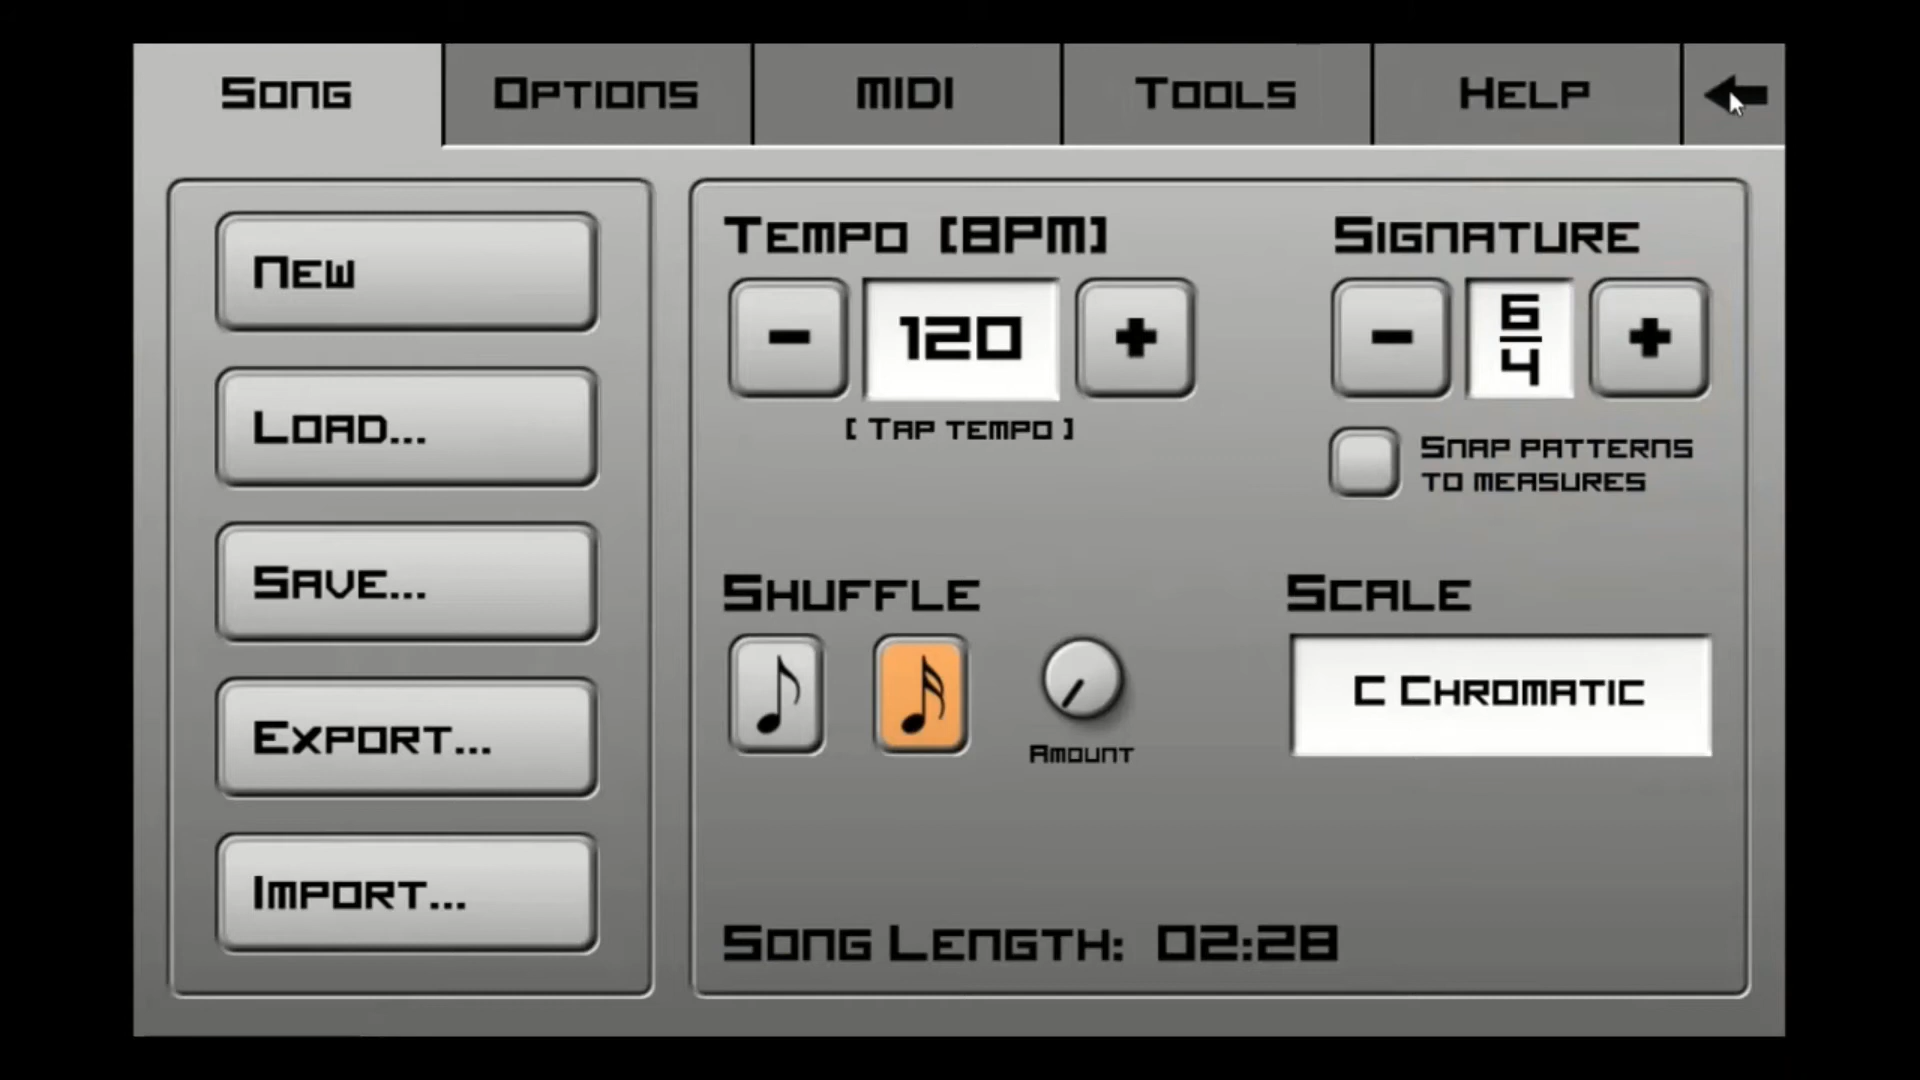 Song
Options
MIDI
Tools
Help
New
Load...
Save...
Export...
Import...
Tempo [BPM]
- 120 +
[ Tap tempo ]
Signature
- 6/4 +
Snap patterns
to measures
Shuffle
Amount
Scale
C Chromatic
Song Length: 02:28